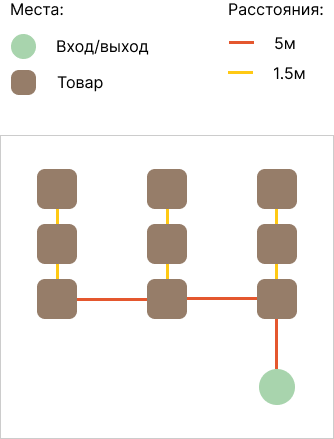 Места:
Расстояния:
Вход/выход
5м
Товар
1.5м